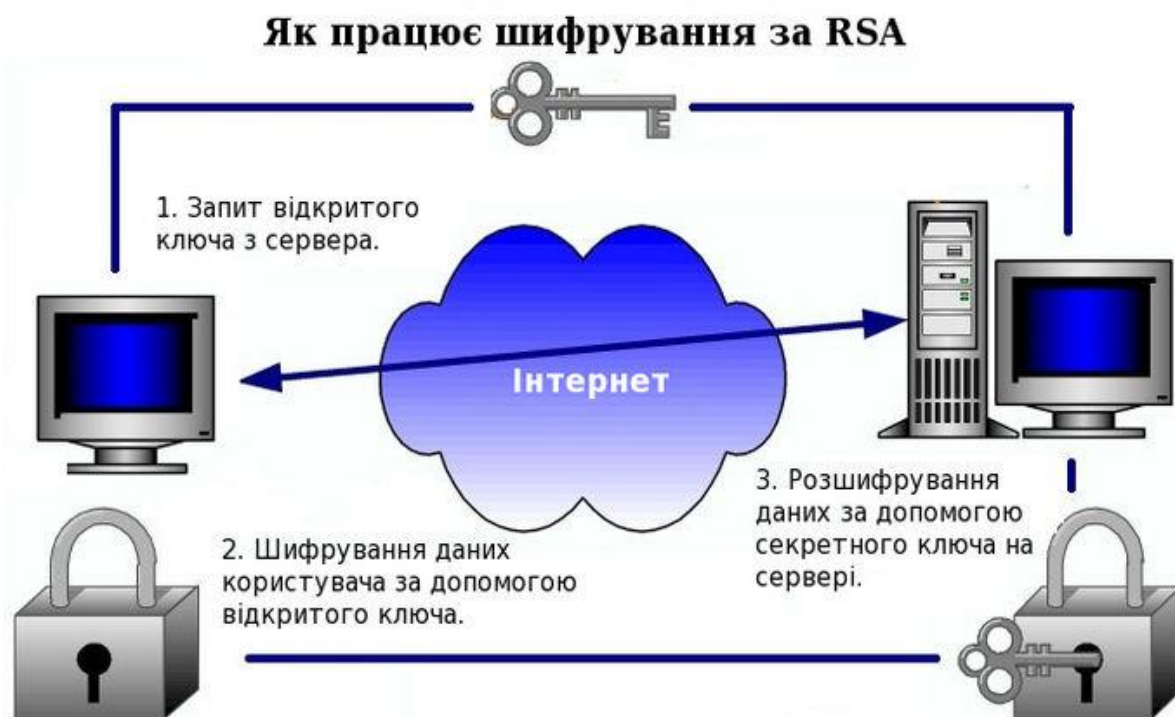 Як працює шифрування за RSA
1. Запит відкритого
ключа з сервера.
Інтернет
2. Шифрування даних
користувача за допомогою
відкритого ключа.
3. Розшифрування
даних за допомогою
секретного ключа на
сервері.